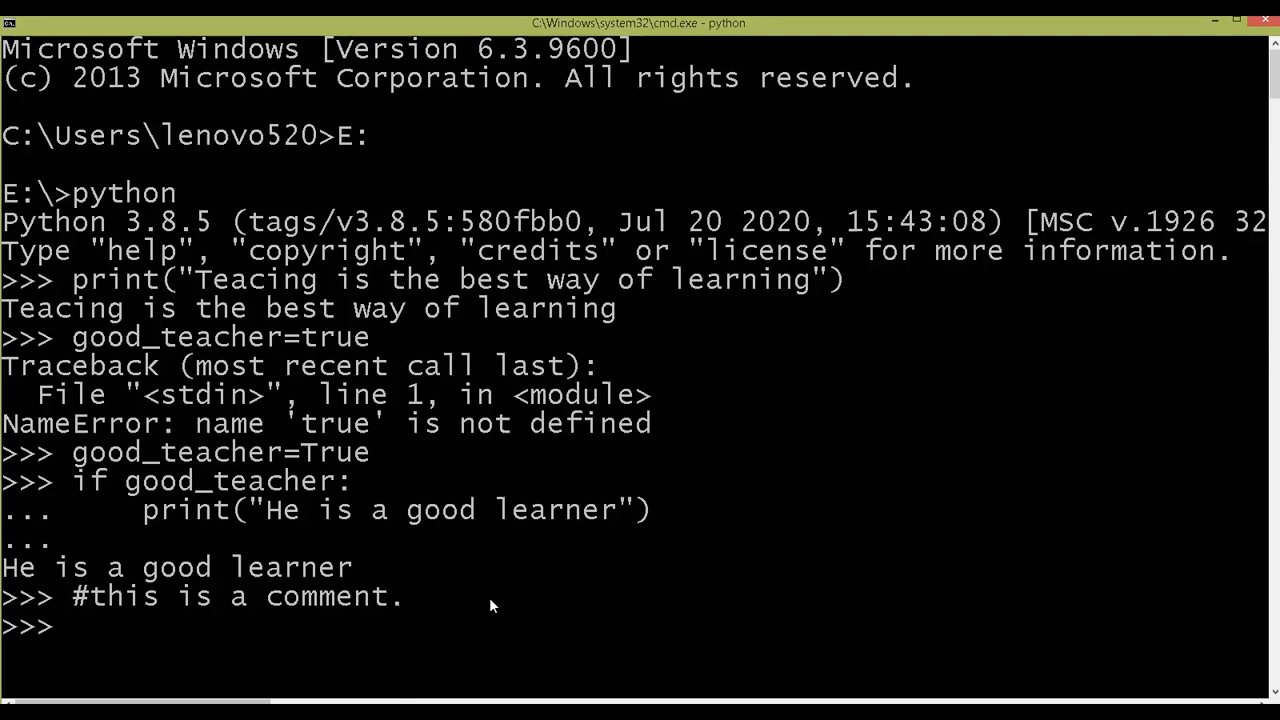 C:\Windows\system32\cmd.exe - python
Microsoft Windows [Version 6.3.9600]
(c) 2013 Microsoft Corporation. All rights reserved.
C:\Users\lenovo520>E:
E:\>python
Python 3.8.5 (tags/v3.8.5:580fbb0, Jul 20 2020, 15:43:08) [MSC v.1926 32
Type "help", "copyright", "credits" or "license" for more information.
>>> print("Teacing is the best way of learning")
Teacing is the best way of learning
>>> good_teacher=true
Traceback (most recent call last):
  File "<stdin>", line 1, in <module>
NameError: name 'true' is not defined
>>> good_teacher=True
>>> if good_teacher:
...     print("He is a good learner")
...
He is a good learner
>>> #this is a comment.
>>>